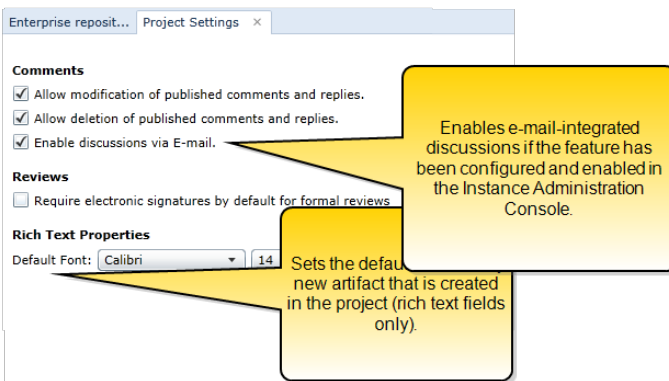 Enterprise reposit...
Project Settings ×
Comments
Allow modification of published comments and replies.
Allow deletion of published comments and replies.
Enable discussions via E-mail.
Reviews
Require electronic signatures by default for formal reviews
Rich Text Properties
Default Font: Calibri 14
Enables e-mail-integrated
discussions if the feature has
been configured and enabled in
the Instance Administration
Console.
Sets the defau
new artifact that is created
in the project (rich text fields
only).